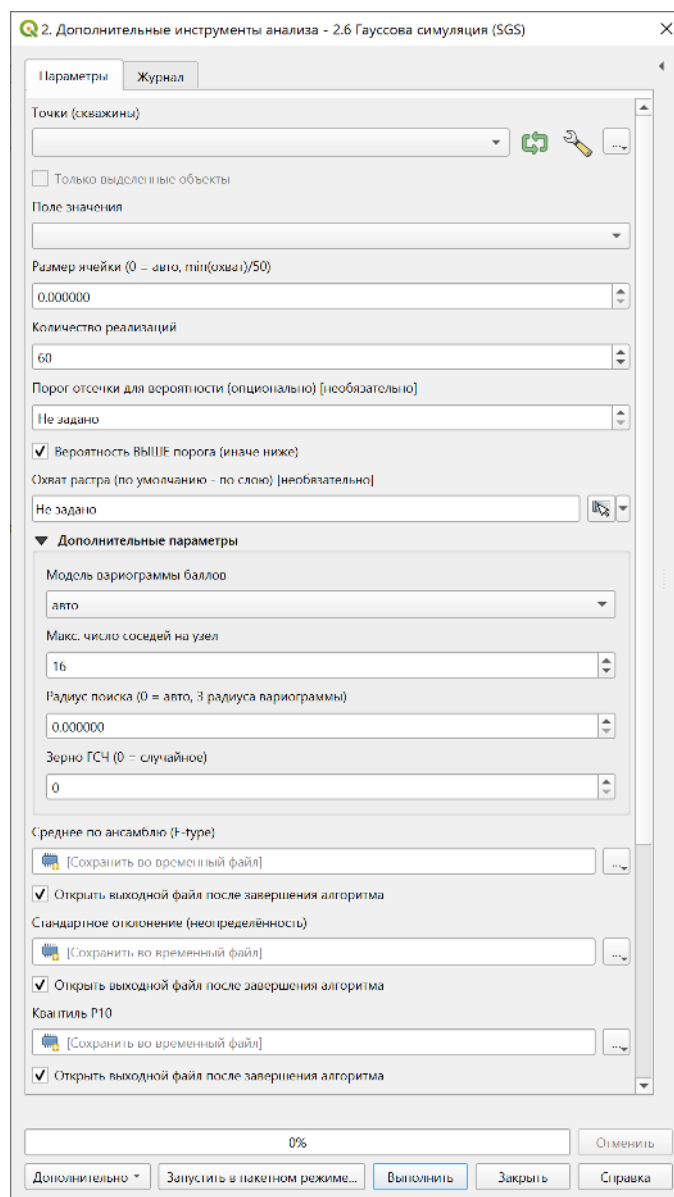 2. Дополнительные инструменты анализа - 2.6 Гауссова симуляция (SGS)
Параметры
Журнал
Точки (скважины)
...
Только выделенные объекты
Поле значения
Размер ячейки (0 = авто, min(охват)/50)
0.000000
Количество реализаций
60
Порог отсечки для вероятности (опционально) [необязательно]
Не задано
Вероятность ВЫШЕ порога (иначе ниже)
Охват растра (по умолчанию - по слою) [необязательно]
Не задано
Дополнительные параметры
Модель вариограммы баллов
авто
Макс. число соседей на узел
16
Радиус поиска (0 = авто, 3 радиуса вариограммы)
0.000000
Зерно ГСЧ (0 = случайное)
0
Среднее по ансамблю (E-type)
[Сохранить во временный файл]
...
Открыть выходной файл после завершения алгоритма
Стандартное отклонение (неопределённость)
[Сохранить во временный файл]
...
Открыть выходной файл после завершения алгоритма
Квантиль P10
[Сохранить во временный файл]
...
Открыть выходной файл после завершения алгоритма
0%
Отменить
Дополнительно
Запустить в пакетном режиме...
Выполнить
Закрыть
Справка